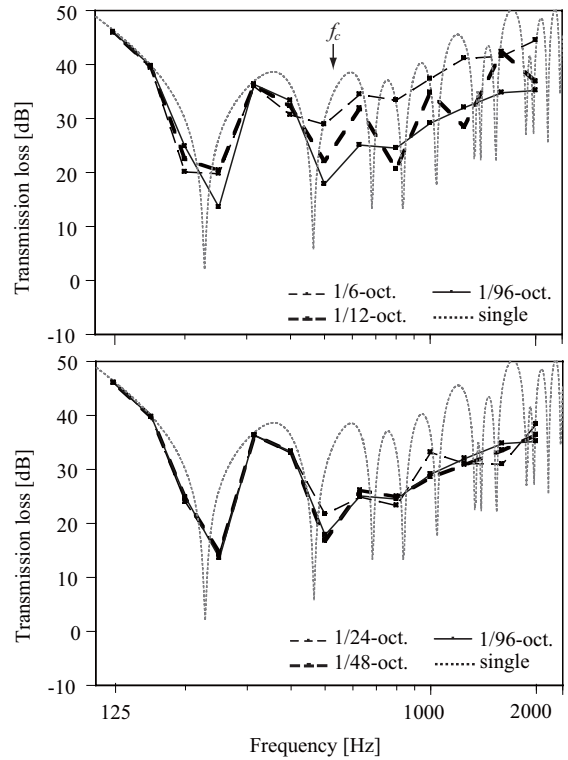 50
40
30
20
10
0
-10
Transmission loss [dB]
fc
1/6-oct.
1/12-oct.
1/96-oct.
single
50
40
30
20
10
0
-10
Transmission loss [dB]
1/24-oct.
1/48-oct.
1/96-oct.
single
125 1000 2000
Frequency [Hz]